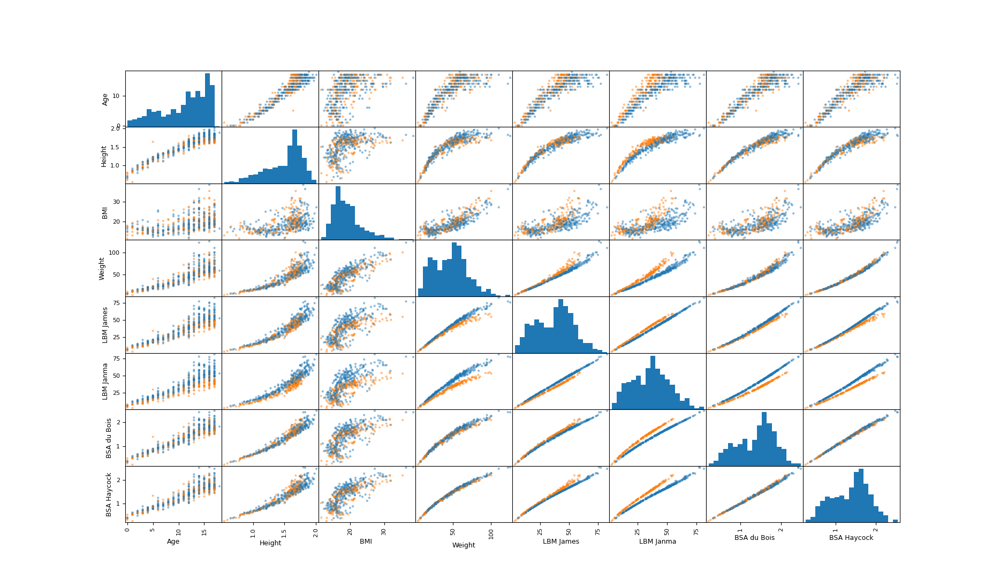 Age
10
0
Height
2.0
1.5
1.0
BMI
30
20
Weight
100
50
LBM James
75
50
25
LBM Janma
75
50
25
BSA du Bois
2
1
BSA Haycock
2
1
0 5 10 15
1.0 1.5 2.0
20 30
50 100
25 50 75
25 50 75
1 2
1 2
Age
Height
BMI
Weight
LBM James
LBM Janma
BSA du Bois
BSA Haycock